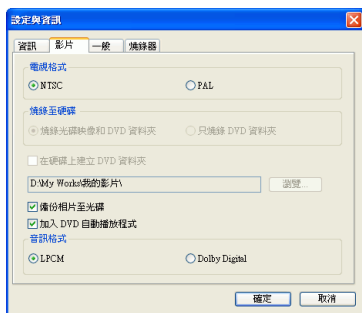 設定與資訊
資訊 影片 一般 燒錄器
電視格式
NTSC PAL
燒錄至硬碟
燒錄光碟映像和 DVD 資料夾 只燒錄 DVD 資料夾
在硬碟上建立 DVD 資料夾
D:\My Works\我的影片\ 瀏覽...
備份相片至光碟
加入 DVD 自動播放程式
音訊格式
LPCM Dolby Digital
確定 取消